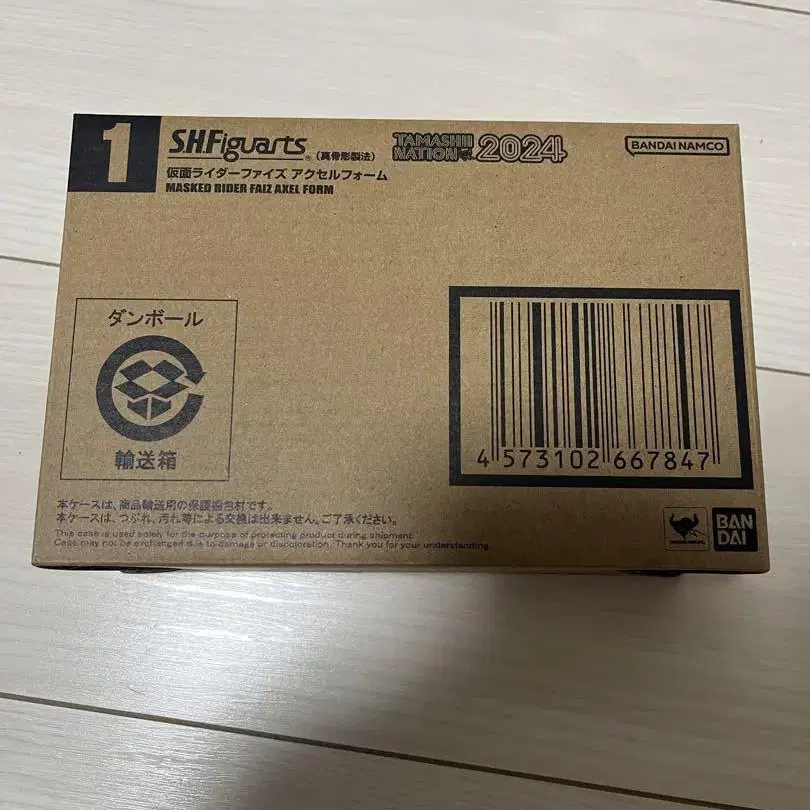 1
S.H.Figuarts® (真骨彫製法)
TAMASHII NATION 2024
BANDAI NAMCO
仮面ライダーファイズ アクセルフォーム
MASKED RIDER FAIZ AXEL FORM
ダンボール
輸送箱
4 573102 667847
本ケースは、商品輸送用の保護梱包材です。
本ケースは、つぶれ、汚れ等による交換は出来ません。ご了承ください。
This case is used solely for the purpose of protecting product during shipment.
Case may not be exchanged due to damage or discoloration. Thank you for your understanding.
BAN
DAI